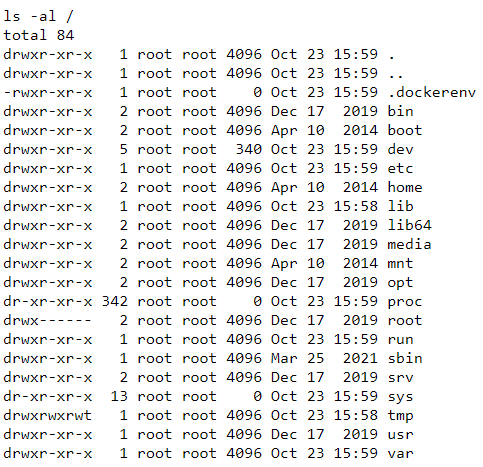 ls -al /
total 84
drwxr-xr-x   1 root root 4096 Oct 23 15:59 .
drwxr-xr-x   1 root root 4096 Oct 23 15:59 ..
-rwxr-xr-x   1 root root    0 Oct 23 15:59 .dockerenv
drwxr-xr-x   2 root root 4096 Dec 17  2019 bin
drwxr-xr-x   2 root root 4096 Apr 10  2014 boot
drwxr-xr-x   5 root root  340 Oct 23 15:59 dev
drwxr-xr-x   1 root root 4096 Oct 23 15:59 etc
drwxr-xr-x   2 root root 4096 Apr 10  2014 home
drwxr-xr-x   1 root root 4096 Oct 23 15:58 lib
drwxr-xr-x   2 root root 4096 Dec 17  2019 lib64
drwxr-xr-x   2 root root 4096 Dec 17  2019 media
drwxr-xr-x   2 root root 4096 Apr 10  2014 mnt
drwxr-xr-x   2 root root 4096 Dec 17  2019 opt
dr-xr-xr-x 342 root root    0 Oct 23 15:59 proc
drwx------   2 root root 4096 Dec 17  2019 root
drwxr-xr-x   1 root root 4096 Oct 23 15:59 run
drwxr-xr-x   1 root root 4096 Mar 25  2021 sbin
drwxr-xr-x   2 root root 4096 Dec 17  2019 srv
dr-xr-xr-x  13 root root    0 Oct 23 15:59 sys
drwxrwxrwt   1 root root 4096 Oct 23 15:58 tmp
drwxr-xr-x   1 root root 4096 Dec 17  2019 usr
drwxr-xr-x   1 root root 4096 Oct 23 15:59 var